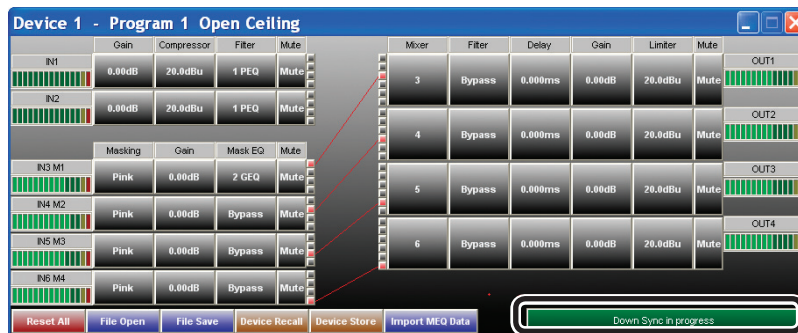 Device 1 - Program 1 Open Ceiling
Gain Compressor Filter Mute
IN1 0.00dB 20.0dBu 1 PEQ Mute
IN2 0.00dB 20.0dBu 1 PEQ Mute
Masking Gain Mask EQ Mute
IN3 M1 Pink 0.00dB 2 GEQ Mute
IN4 M2 Pink 0.00dB Bypass Mute
IN5 M3 Pink 0.00dB Bypass Mute
IN6 M4 Pink 0.00dB Bypass Mute
Mixer Filter Delay Gain Limiter Mute
3 Bypass 0.000ms 0.00dB 20.0dBu Mute OUT1
4 Bypass 0.000ms 0.00dB 20.0dBu Mute OUT2
5 Bypass 0.000ms 0.00dB 20.0dBu Mute OUT3
6 Bypass 0.000ms 0.00dB 20.0dBu Mute OUT4
Reset All File Open File Save Device Recall Device Store Import MEQ Data Down Sync in progress